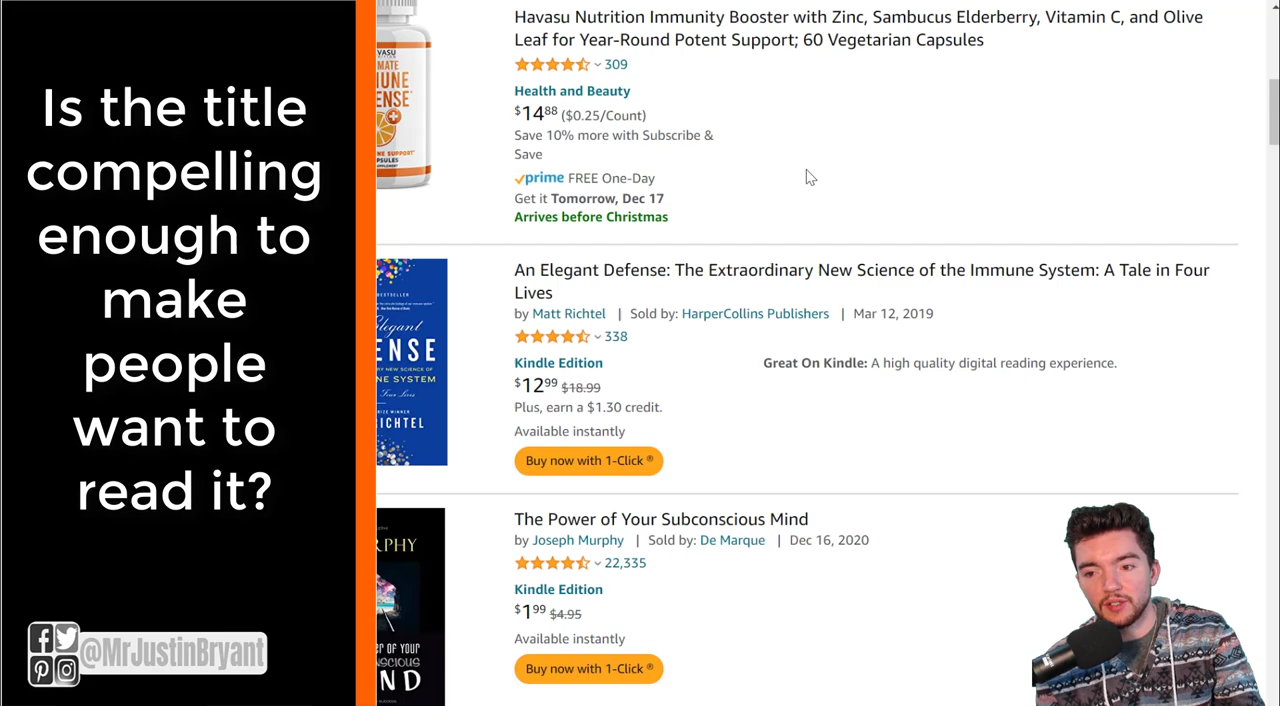 Is the title
compelling
enough to
make
people
want to
read it?
@MrJustinBryant
Havasu Nutrition Immunity Booster with Zinc, Sambucus Elderberry, Vitamin C, and Olive
Leaf for Year-Round Potent Support; 60 Vegetarian Capsules
309
Health and Beauty
$14 88 ($0.25/Count)
Save 10% more with Subscribe &
Save
prime FREE One-Day
Get it Tomorrow, Dec 17
Arrives before Christmas
An Elegant Defense: The Extraordinary New Science of the Immune System: A Tale in Four
Lives
by Matt Richtel | Sold by: HarperCollins Publishers | Mar 12, 2019
338
Kindle Edition
Great On Kindle: A high quality digital reading experience.
$12 99 $18.99
Plus, earn a $1.30 credit.
Available instantly
Buy now with 1-Click ®
The Power of Your Subconscious Mind
by Joseph Murphy | Sold by: De Marque | Dec 16, 2020
22,335
Kindle Edition
$1 99 $4.95
Available instantly
Buy now with 1-Click ®